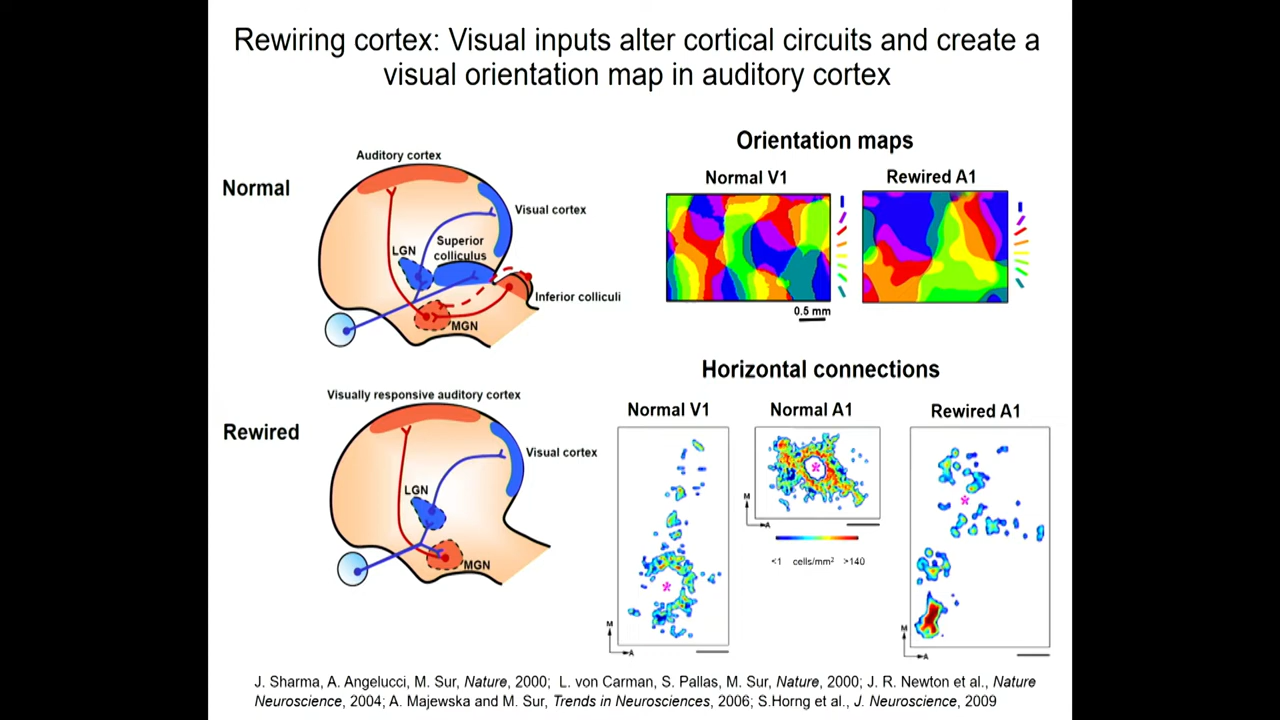 Rewiring cortex: Visual inputs alter cortical circuits and create a
visual orientation map in auditory cortex
Normal
Auditory cortex
Visual cortex
LGN
Superior
colliculus
Inferior colliculi
MGN
Orientation maps
Normal V1
Rewired A1
0.5 mm
Rewired
Visually responsive auditory cortex
Visual cortex
LGN
MGN
Horizontal connections
Normal V1
Normal A1
Rewired A1
*
*
*
M
A
<1 cells/mm² >140
M
A
M
A
J. Sharma, A. Angelucci, M. Sur, Nature, 2000; L. von Carman, S. Pallas, M. Sur, Nature, 2000; J. R. Newton et al., Nature
Neuroscience, 2004; A. Majewska and M. Sur, Trends in Neurosciences, 2006; S.Horng et al., J. Neuroscience, 2009